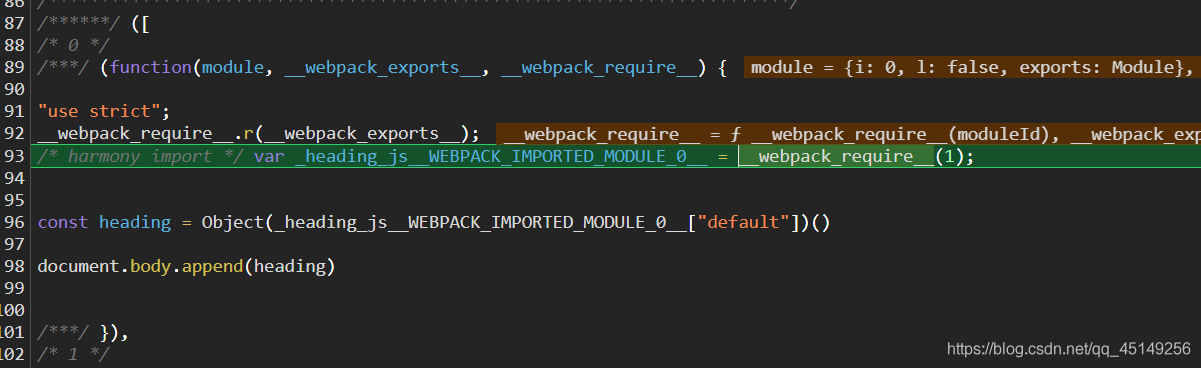 86 /************************************************************************/
87 /******/ ([
88 /* 0 */
89 /***/ (function(module, __webpack_exports__, __webpack_require__) { module = {i: 0, l: false, exports: Module},
90
91 "use strict";
92 __webpack_require__.r(__webpack_exports__); __webpack_require__ = ƒ __webpack_require__(moduleId), __webpack_exp
93 /* harmony import */ var _heading_js__WEBPACK_IMPORTED_MODULE_0__ = __webpack_require__(1);
94
95
96 const heading = Object(_heading_js__WEBPACK_IMPORTED_MODULE_0__["default"])()
97
98 document.body.append(heading)
99
100
101 /***/ }),
102 /* 1 */
https://blog.csdn.net/qq_45149256